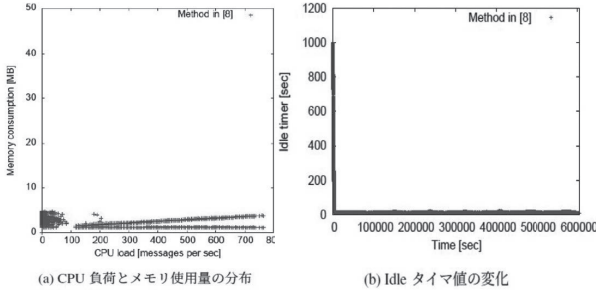 Method in [8]
50
40
30
20
10
0
Memory consumption [MB]
0 100 200 300 400 500 600 700 80
CPU load [messages per sec]
(a) CPU 負荷とメモリ使用量の分布
Method in [8]
1200
1000
800
600
400
200
0
Idle timer [sec]
0 100000 200000 300000 400000 500000 600000
Time [sec]
(b) Idle タイマ値の変化